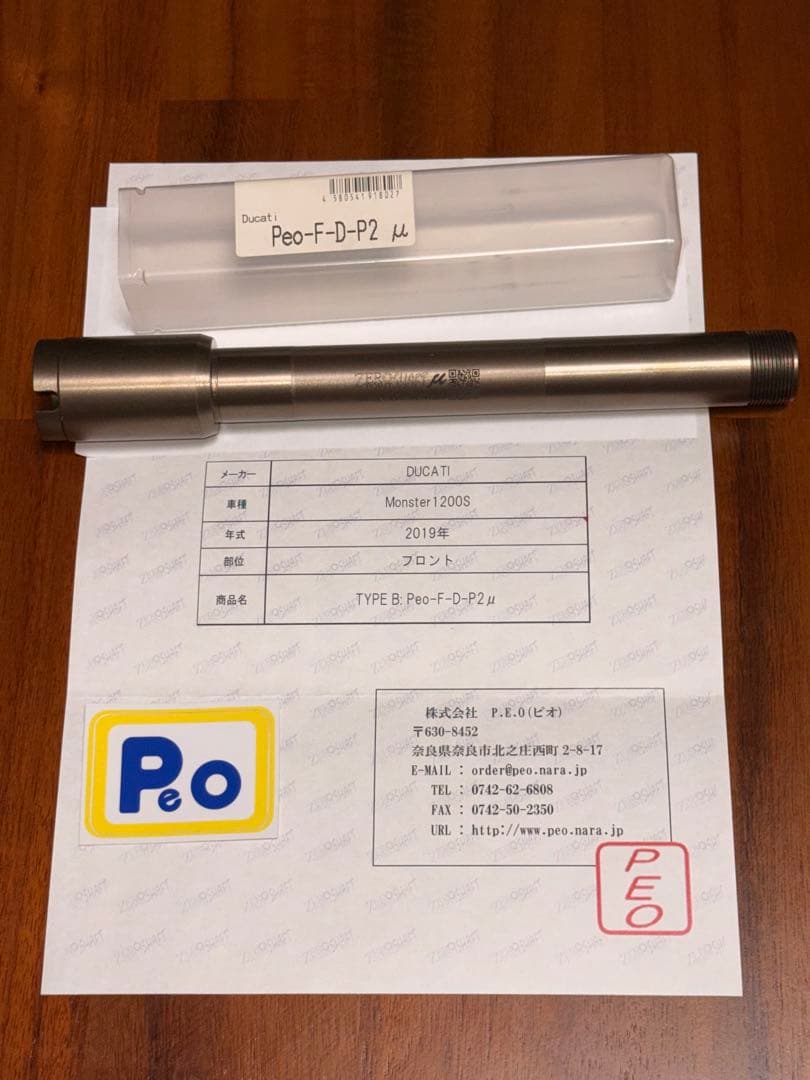 4 580541 918027
Ducati
Peo-F-D-P2 μ
ZEROSHAFT μ
メーカー DUCATI
車種 Monster1200S
年式 2019年
部位 フロント
商品名 TYPE B: Peo-F-D-P2μ
PeO
株式会社 P.E.O(ピオ)
〒630-8452
奈良県奈良市北之庄西町 2-8-17
E-MAIL : order@peo.nara.jp
TEL : 0742-62-6808
FAX : 0742-50-2350
URL : http://www.peo.nara.jp
PEO
ZEROSHAFT